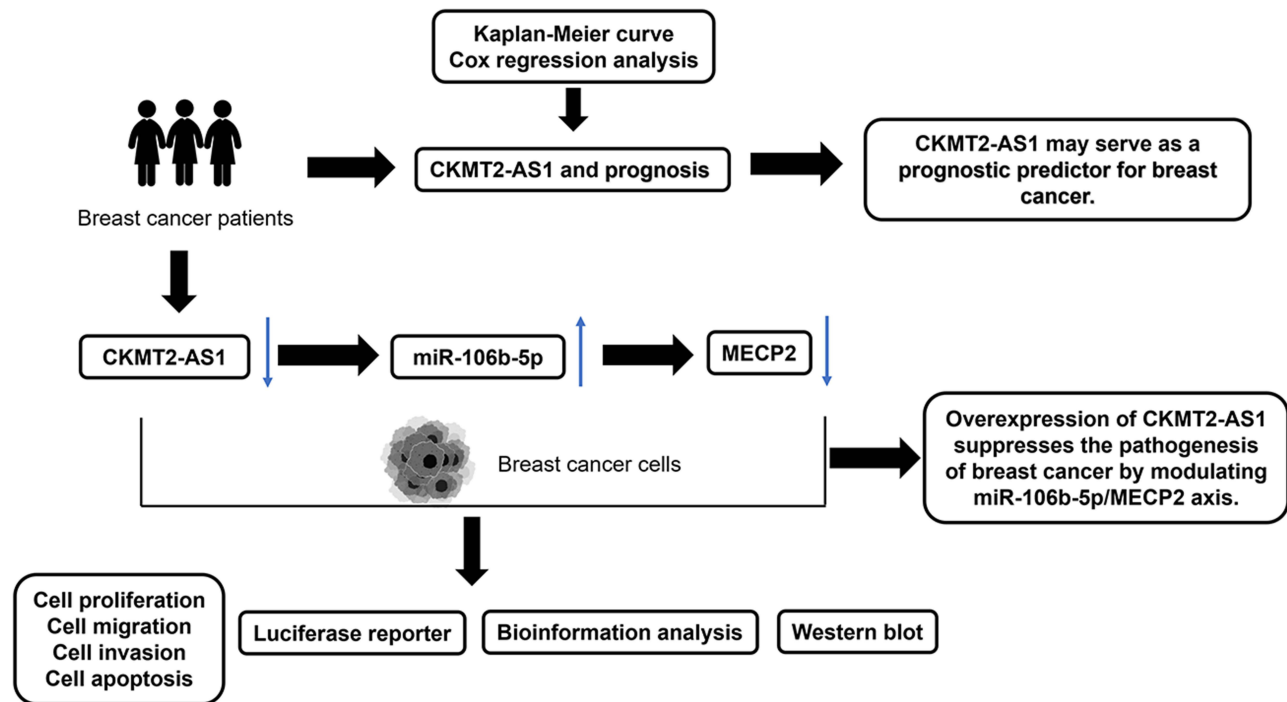 Kaplan-Meier curve
Cox regression analysis
CKMT2-AS1 and prognosis
CKMT2-AS1 may serve as a
prognostic predictor for breast
cancer.
Breast cancer patients
CKMT2-AS1
miR-106b-5p
MECP2
Breast cancer cells
Overexpression of CKMT2-AS1
suppresses the pathogenesis
of breast cancer by modulating
miR-106b-5p/MECP2 axis.
Cell proliferation
Cell migration
Cell invasion
Cell apoptosis
Luciferase reporter
Bioinformation analysis
Western blot